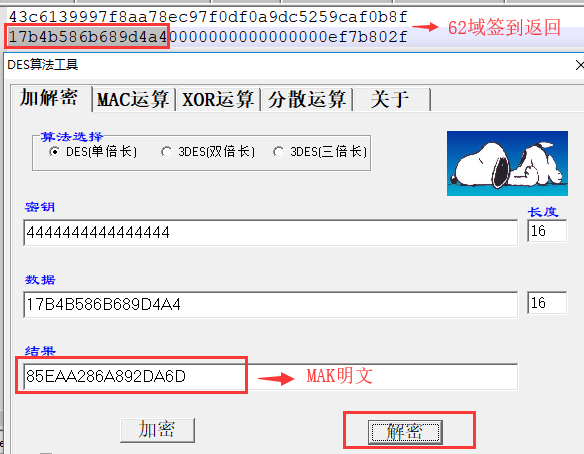 43c6139997f8aa78ec97f0df0a9dc5259caf0b8f
17b4b586b689d4a40000000000000000ef7b802f
62域签到返回
DES算法工具
加解密 MAC运算 XOR运算 分散运算 关于
算法选择
DES(单倍长) 3DES(双倍长) 3DES(三倍长)
密钥 长度
4444444444444444 16
数据
17B4B586B689D4A4 16
结果
85EAA286A892DA6D
MAK明文
加密 解密